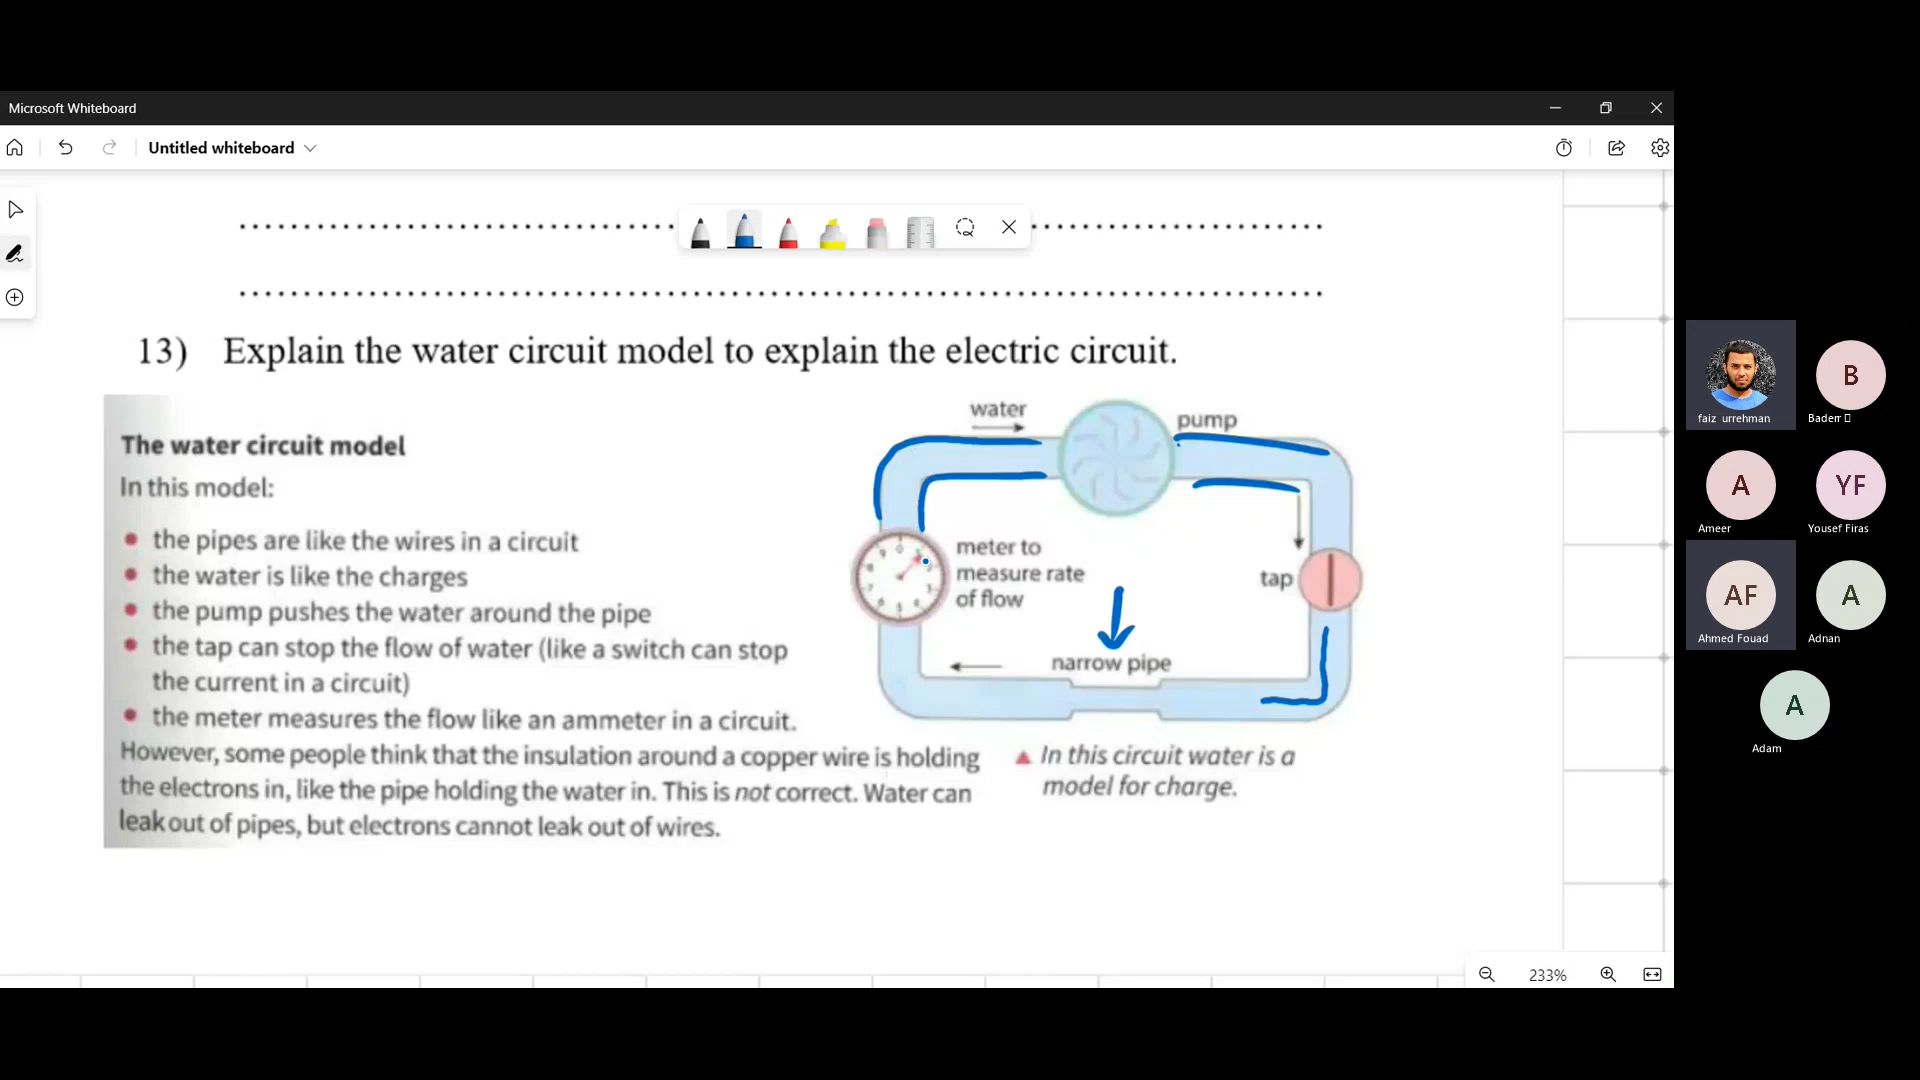 Microsoft Whiteboard
Untitled whiteboard
13) Explain the water circuit model to explain the electric circuit.
The water circuit model
In this model:
the pipes are like the wires in a circuit
the water is like the charges
the pump pushes the water around the pipe
the tap can stop the flow of water (like a switch can stop
the current in a circuit)
the meter measures the flow like an ammeter in a circuit.
However, some people think that the insulation around a copper wire is holding
the electrons in, like the pipe holding the water in. This is not correct. Water can
leak out of pipes, but electrons cannot leak out of wires.
water
pump
meter to
measure rate
of flow
tap
narrow pipe
In this circuit water is a
model for charge.
233%
faiz urrehman
B
Baderr
A
Ameer
YF
Yousef Firas
AF
Ahmed Fouad
A
Adnan
A
Adam